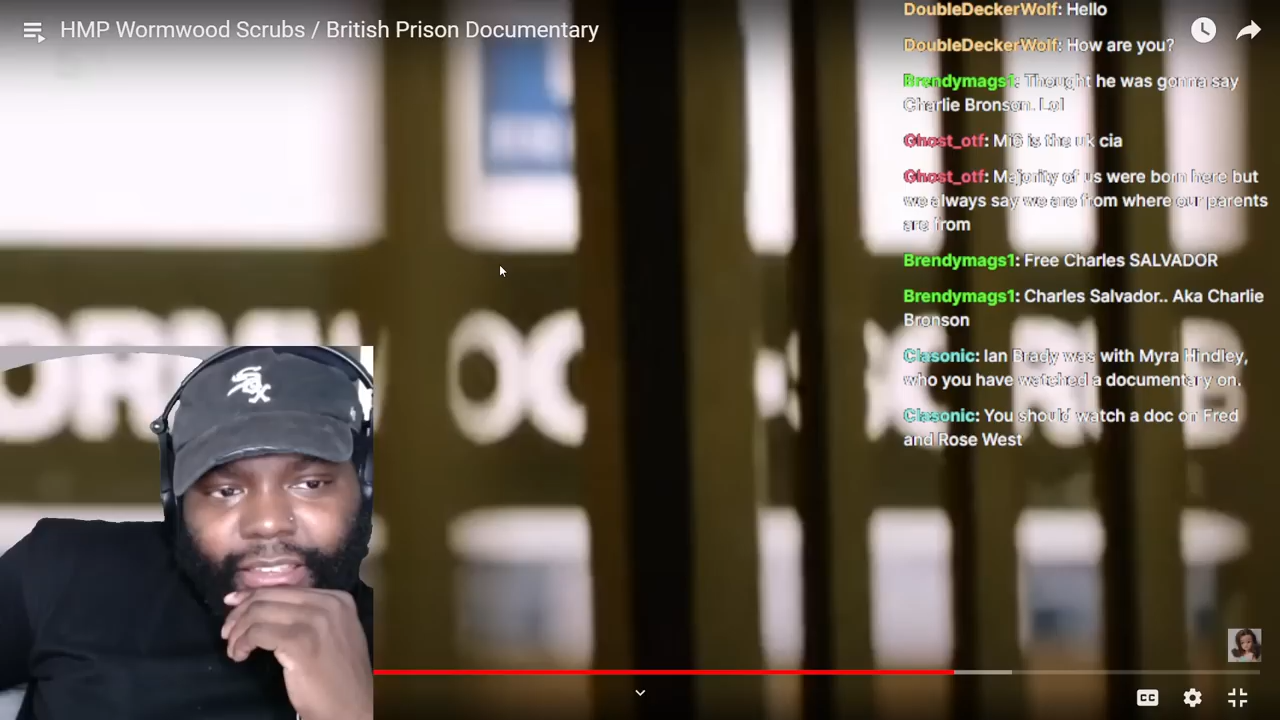 HMP Wormwood Scrubs / British Prison Documentary
DoubleDeckerWolf: Hello
DoubleDeckerWolf: How are you?
Brendymags1: Thought he was gonna say
Charlie Bronson. Lol
Ghost_otf: Mi6 is the uk cia
Ghost_otf: Majority of us were born here but
we always say we are from where our parents
are from
Brendymags1: Free Charles SALVADOR
Brendymags1: Charles Salvador.. Aka Charlie
Bronson
Clasonic: Ian Brady was with Myra Hindley,
who you have watched a documentary on.
Clasonic: You should watch a doc on Fred
and Rose West
Sox
CC